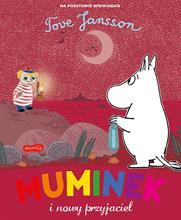 NA PODSTAWIE OPOWIADAŃ
Tove Jansson
MUMINEK
i nowy przyjaciel